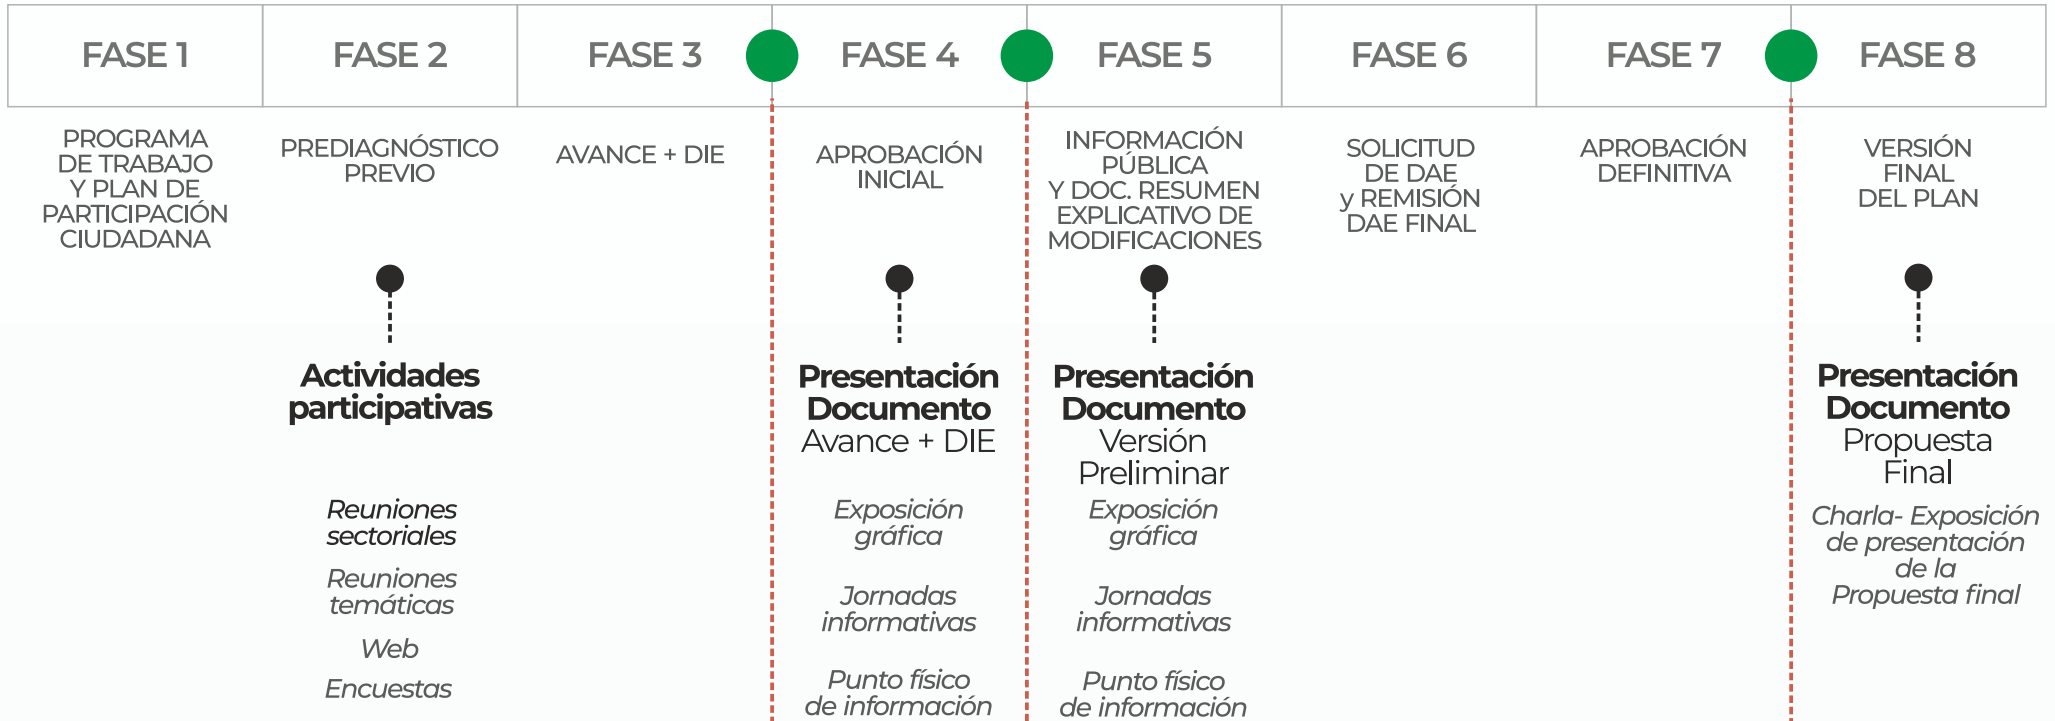 FASE 1
FASE 2
FASE 3
FASE 4
FASE 5
FASE 6
FASE 7
FASE 8
PROGRAMA
DE TRABAJO
Y PLAN DE
PARTICIPACIÓN
CIUDADANA
PREDIAGNÓSTICO
PREVIO
AVANCE + DIE
APROBACIÓN
INICIAL
INFORMACIÓN
PÚBLICA
Y DOC. RESUMEN
EXPLICATIVO DE
MODIFICACIONES
SOLICITUD
DE DAE
y REMISIÓN
DAE FINAL
APROBACIÓN
DEFINITIVA
VERSIÓN
FINAL
DEL PLAN
Actividades
participativas
Reuniones
sectoriales
Reuniones
temáticas
Web
Encuestas
Presentación
Documento
Avance + DIE
Exposición
gráfica
Jornadas
informativas
Punto físico
de información
Presentación
Documento
Versión
Preliminar
Exposición
gráfica
Jornadas
informativas
Punto físico
de información
Presentación
Documento
Propuesta
Final
Charla- Exposición
de presentación
de la
Propuesta final